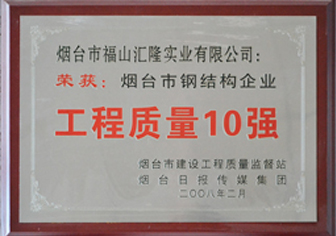 烟台市福山汇隆实业有限公司：
荣获：烟台市钢结构企业
工程质量10强
烟台市建设工程质量监督站
烟台日报传媒集团
二〇〇八年二月